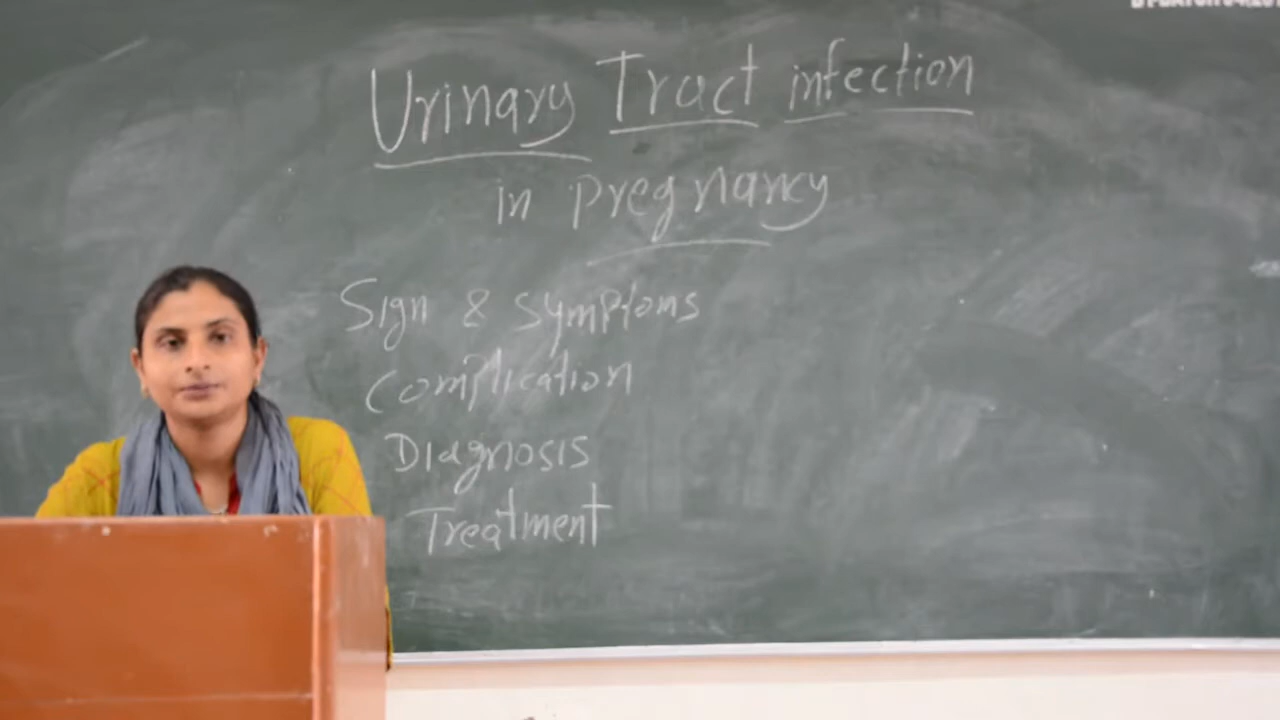 Urinary Tract infection
in pregnancy
Sign & symptoms
Complication
Diagnosis
Treatment